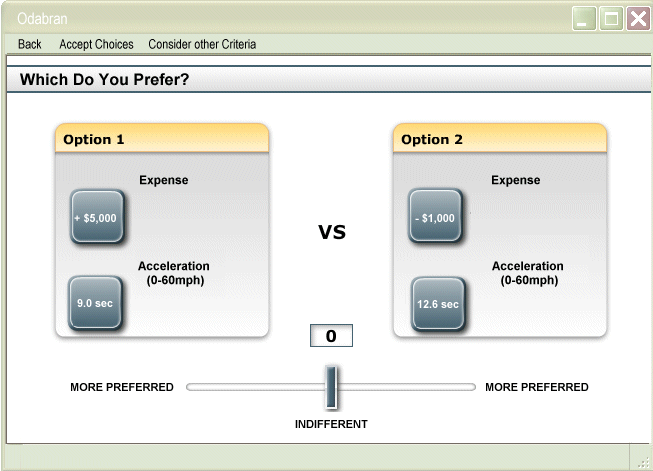 Odabran
Back Accept Choices Consider other Criteria
Which Do You Prefer?
Option 1
Expense
+ $5,000
Acceleration
(0-60mph)
9.0 sec
VS
Option 2
Expense
- $1,000
Acceleration
(0-60mph)
12.6 sec
0
MORE PREFERRED MORE PREFERRED
INDIFFERENT